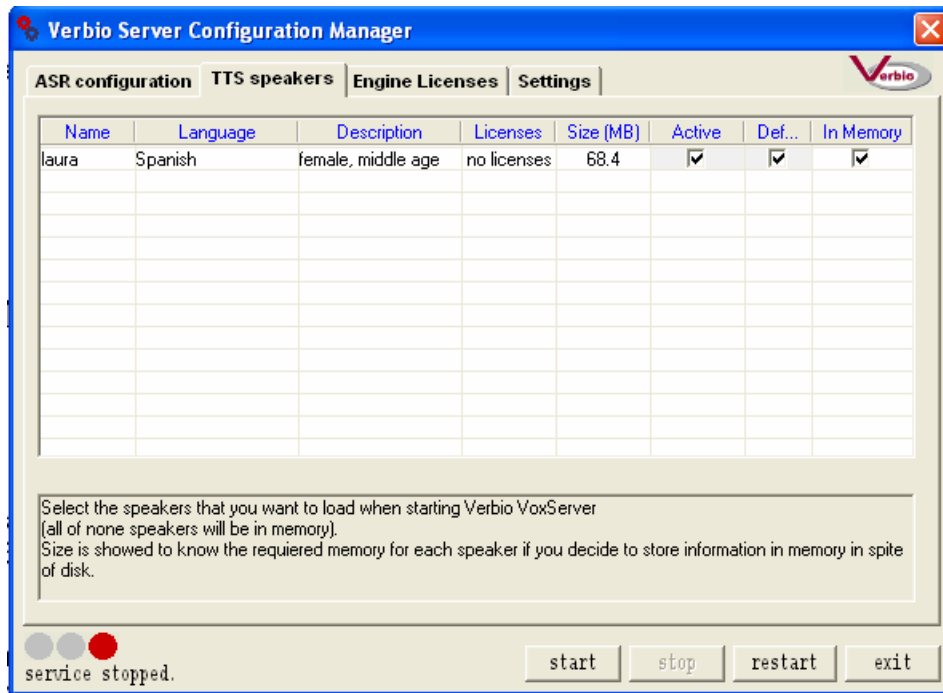 Verbio Server Configuration Manager
ASR configuration TTS speakers Engine Licenses Settings
Verbio
Name Language Description Licenses Size (MB) Active Def... In Memory
laura Spanish female, middle age no licenses 68.4
Select the speakers that you want to load when starting Verbio VoxServer
(all of none speakers will be in memory).
Size is showed to know the requiered memory for each speaker if you decide to store information in memory in spite
of disk.
service stopped.
start stop restart exit